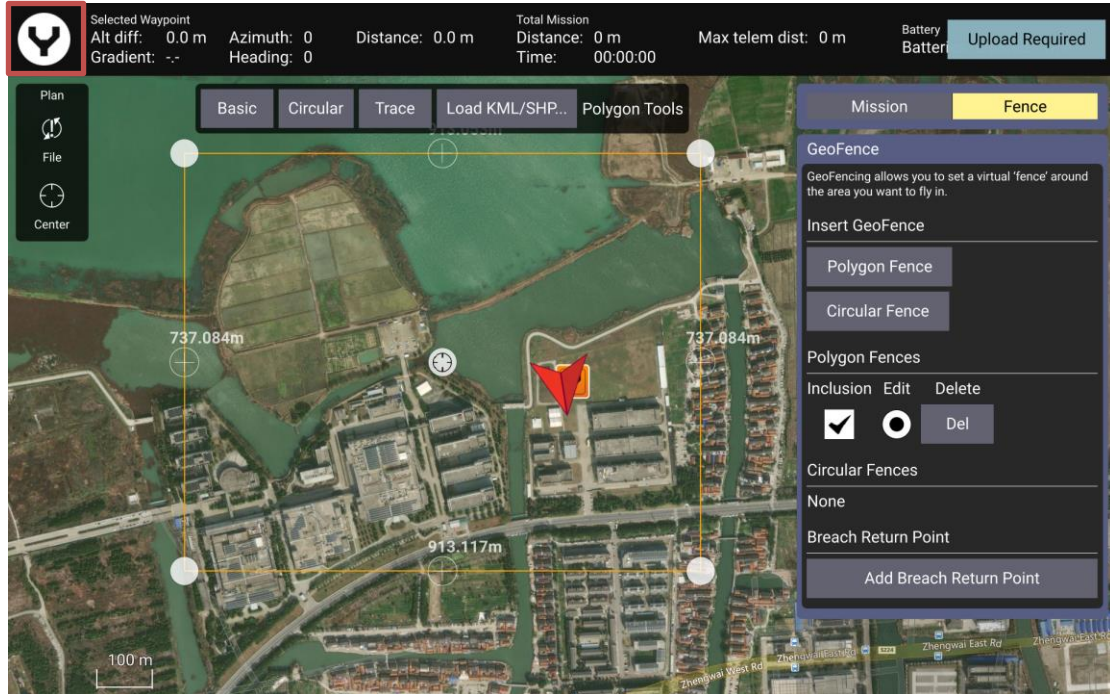 Selected Waypoint
Alt diff: 0.0 m Azimuth: 0 Distance: 0.0 m
Gradient: -.- Heading: 0
Total Mission
Distance: 0 m Max telem dist: 0 m
Time: 00:00:00
Battery
Batteri
Upload Required
Plan
File
Center
Basic Circular Trace Load KML/SHP... Polygon Tools
Mission Fence
GeoFence
GeoFencing allows you to set a virtual ‘fence’ around
the area you want to fly in.
Insert GeoFence
Polygon Fence
Circular Fence
Polygon Fences
Inclusion Edit Delete
Del
Circular Fences
None
Breach Return Point
Add Breach Return Point
737.084m
737.084m
913.117m
100 m
Zhengwai West Rd
Zhengwai East Rd
Zhengwai East Rd